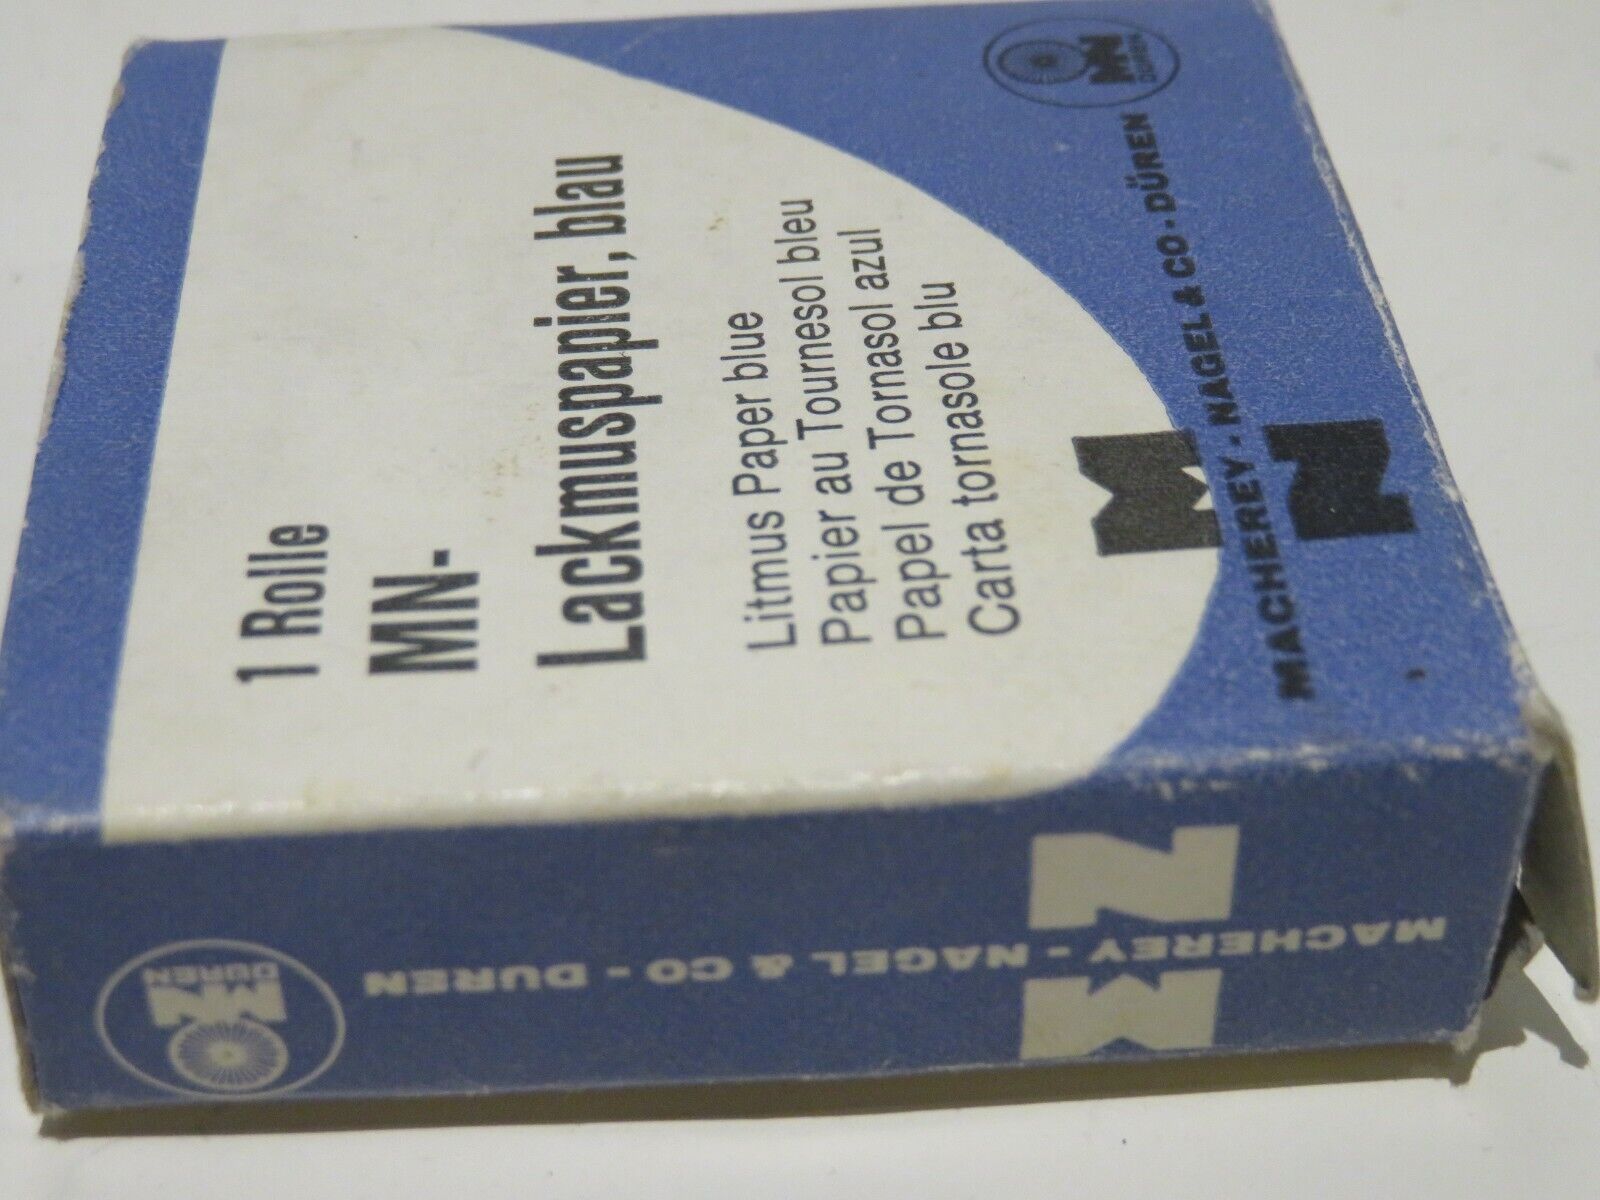 1 Rolle
MN-
Lackmuspapier, blau
Litmus Paper blue
Papier au Tournesol bleu
Papel de Tornasol azul
Carta tornasole blu
MN
MACHEREY - NAGEL & CO - DÜREN
MN
DÜREN
MN
MACHEREY - NAGEL & CO - DÜREN
MN
DÜREN